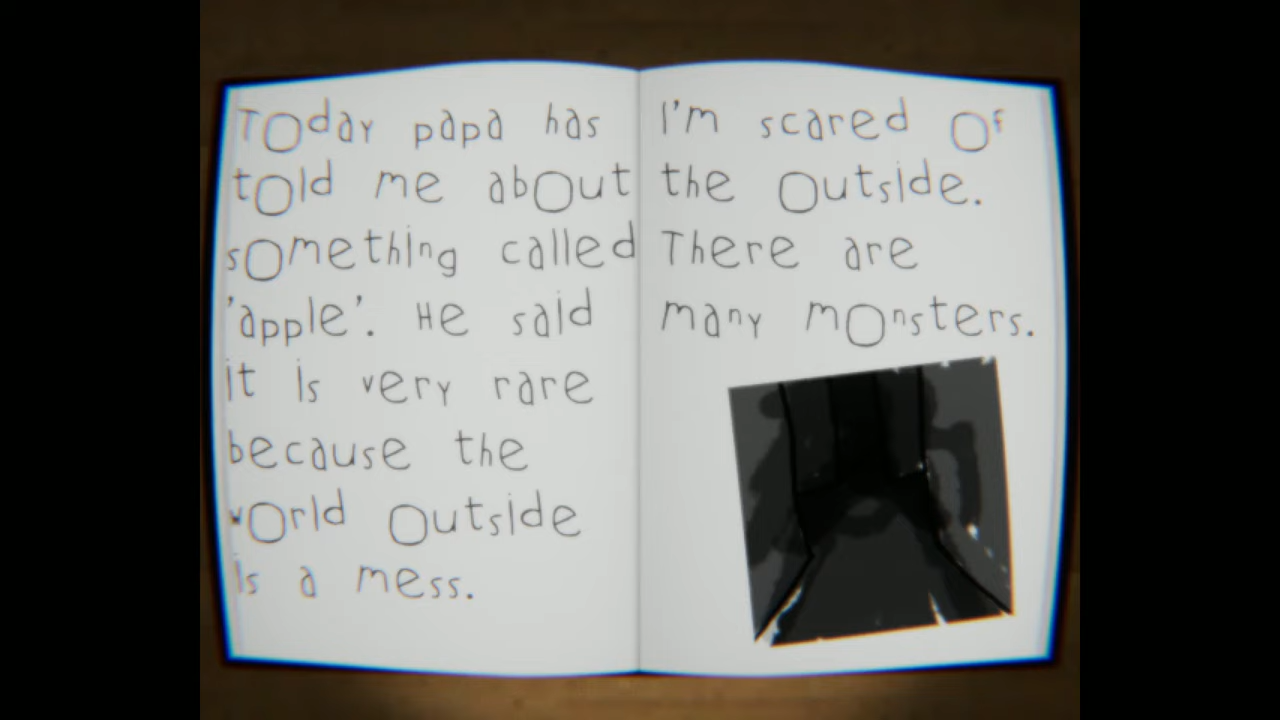 Today papa has
told me about
something called
'apple'. He said
it is very rare
because the
world outside
is a mess.
I'm scared of
the outside.
There are
many monsters.